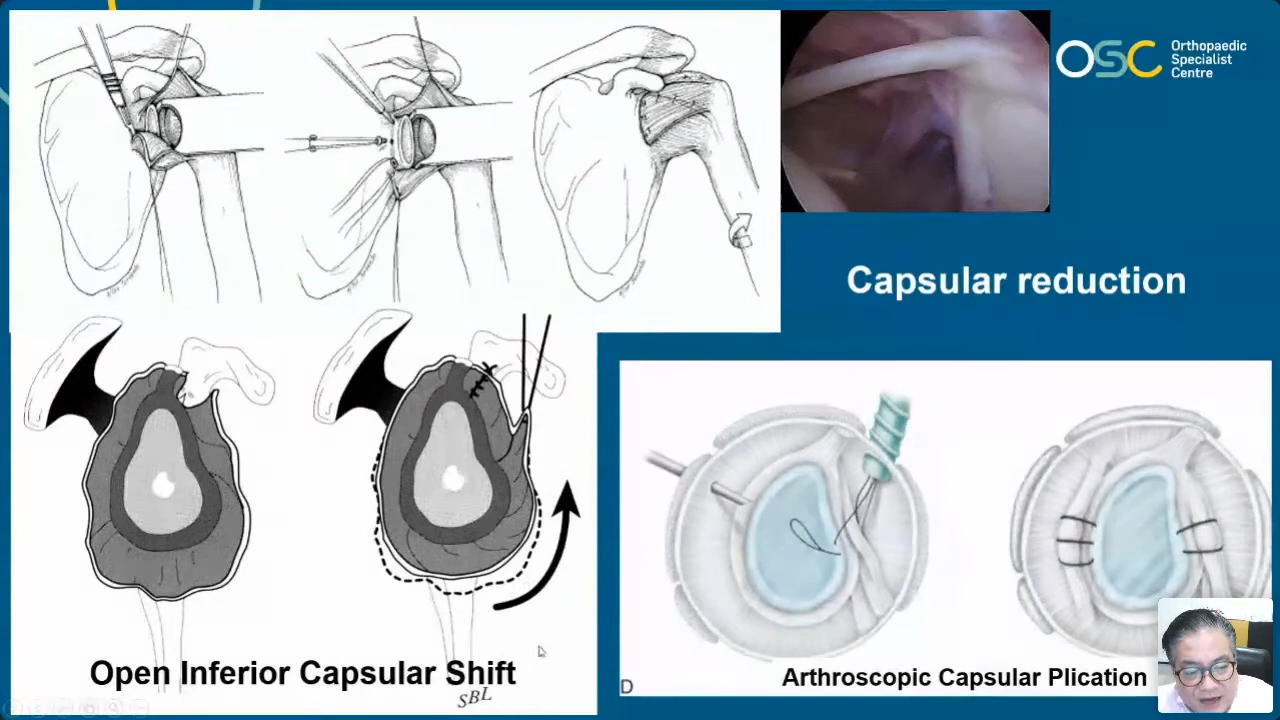 OSC
Orthopaedic
Specialist
Centre
Capsular reduction
Open Inferior Capsular Shift
SBL
D
Arthroscopic Capsular Plication